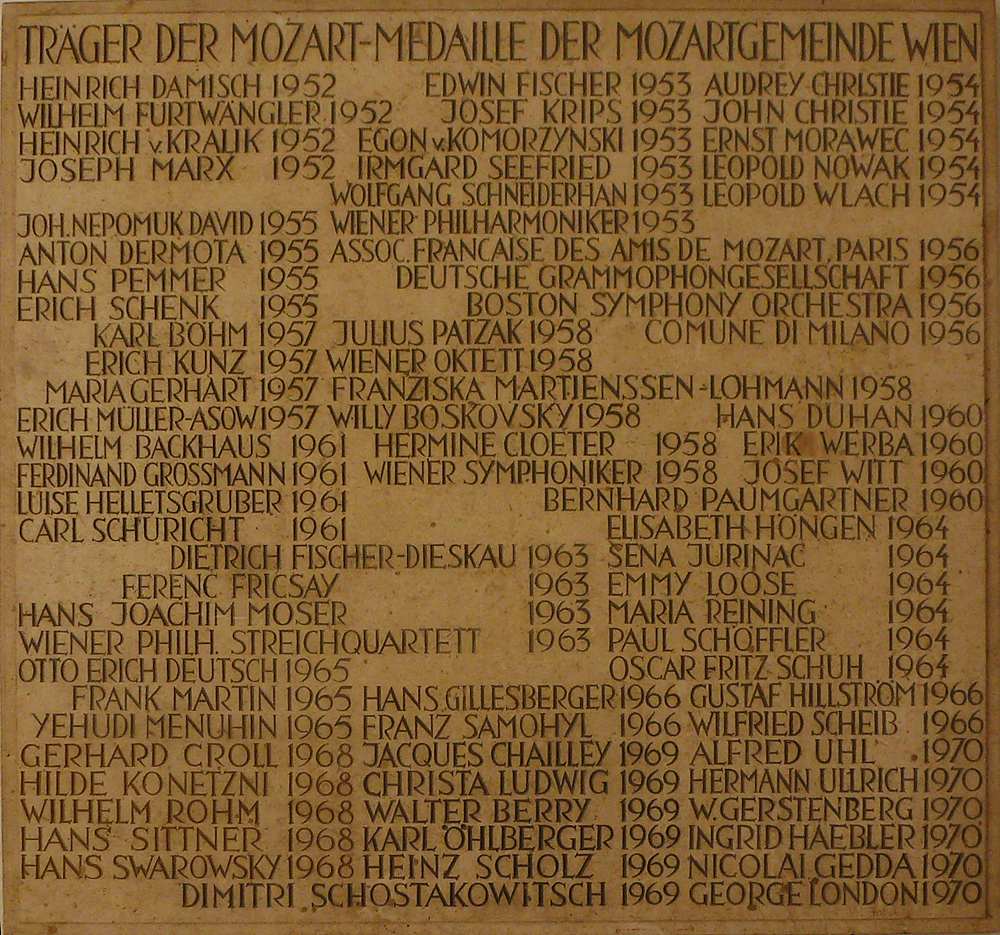 TRÄGER DER MOZART-MEDAILLE DER MOZARTGEMEINDE WIEN
HEINRICH DAMISCH 1952 EDWIN FISCHER 1953 AUDREY CHRISTIE 1954
WILHELM FURTWÄNGLER 1952 JOSEF KRIPS 1953 JOHN CHRISTIE 1954
HEINRICH v. KRALIK 1952 EGON v. KOMORZYNSKI 1953 ERNST MORAWEC 1954
JOSEPH MARX 1952 IRMGARD SEEFRIED 1953 LEOPOLD NOWAK 1954
WOLFGANG SCHNEIDERHAN 1953 LEOPOLD WLACH 1954
JOH. NEPOMUK DAVID 1955 WIENER PHILHARMONIKER 1953
ANTON DERMOTA 1955 ASSOC. FRANCAISE DES AMIS DE MOZART, PARIS 1956
HANS PEMMER 1955 DEUTSCHE GRAMMOPHONGESELLSCHAFT 1956
ERICH SCHENK 1955 BOSTON SYMPHONY ORCHESTRA 1956
KARL BÖHM 1957 JULIUS PATZAK 1958 COMUNE DI MILANO 1956
ERICH KUNZ 1957 WIENER OKTETT 1958
MARIA GERHART 1957 FRANZISKA MARTIENSSEN-LOHMANN 1958
ERICH MÜLLER-ASOW 1957 WILLY BOSKOVSKY 1958 HANS DUHAN 1960
WILHELM BACKHAUS 1961 HERMINE CLOETER 1958 ERIK WERBA 1960
FERDINAND GROSSMANN 1961 WIENER SYMPHONIKER 1958 JOSEF WITT 1960
LUISE HELLETSGRUBER 1961 BERNHARD PAUMGARTNER 1960
CARL SCHURICHT 1961 ELISABETH HÖNGEN 1964
DIETRICH FISCHER-DIESKAU 1963 SENA JURINAC 1964
FERENC FRICSAY 1963 EMMY LOOSE 1964
HANS JOACHIM MOSER 1963 MARIA REINING 1964
WIENER PHILH. STREICHQUARTETT 1963 PAUL SCHÖFFLER 1964
OTTO ERICH DEUTSCH 1965 OSCAR FRITZ SCHUH 1964
FRANK MARTIN 1965 HANS GILLESBERGER 1966 GUSTAF HILLSTRÖM 1966
YEHUDI MENUHIN 1965 FRANZ SAMOHYL 1966 WILFRIED SCHEIB 1966
GERHARD CROLL 1968 JACQUES CHAILLEY 1969 ALFRED UHL 1970
HILDE KONETZNI 1968 CHRISTA LUDWIG 1969 HERMANN ULLRICH 1970
WILHELM ROHM 1968 WALTER BERRY 1969 W. GERSTENBERG 1970
HANS SITTNER 1968 KARL ÖHLBERGER 1969 INGRID HAEBLER 1970
HANS SWAROWSKY 1968 HEINZ SCHOLZ 1969 NICOLAI GEDDA 1970
DIMITRI SCHOSTAKOWITSCH 1969 GEORGE LONDON 1970